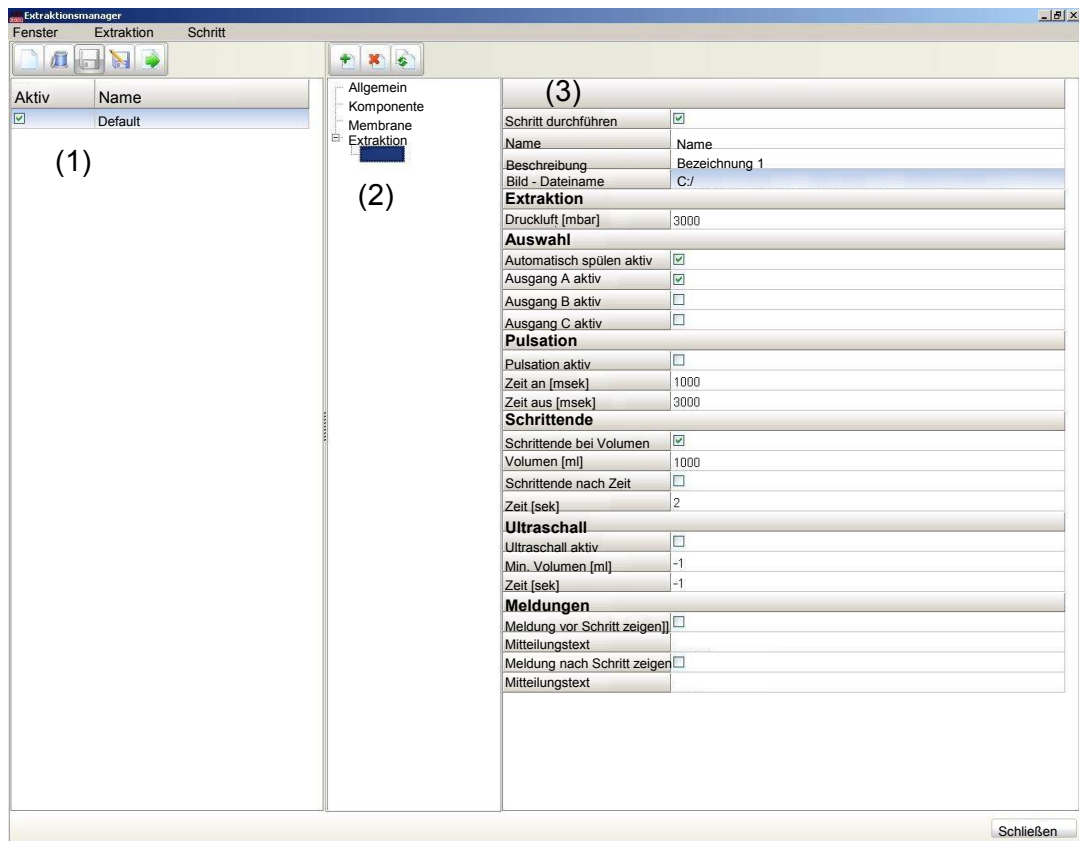 Extraktionsmanager
Fenster Extraktion Schritt
Aktiv Name
Default
(1)
Allgemein
Komponente
Membrane
Extraktion
(2)
(3)
Schritt durchführen
Name Name
Beschreibung Bezeichnung 1
Bild - Dateiname C:/
Extraktion
Druckluft [mbar] 3000
Auswahl
Automatisch spülen aktiv
Ausgang A aktiv
Ausgang B aktiv
Ausgang C aktiv
Pulsation
Pulsation aktiv
Zeit an [msek] 1000
Zeit aus [msek] 3000
Schrittende
Schrittende bei Volumen
Volumen [ml] 1000
Schrittende nach Zeit
Zeit [sek] 2
Ultraschall
Ultraschall aktiv
Min. Volumen [ml] -1
Zeit [sek] -1
Meldungen
Meldung vor Schritt zeigen]]
Mitteilungstext
Meldung nach Schritt zeigen
Mitteilungstext
Schließen